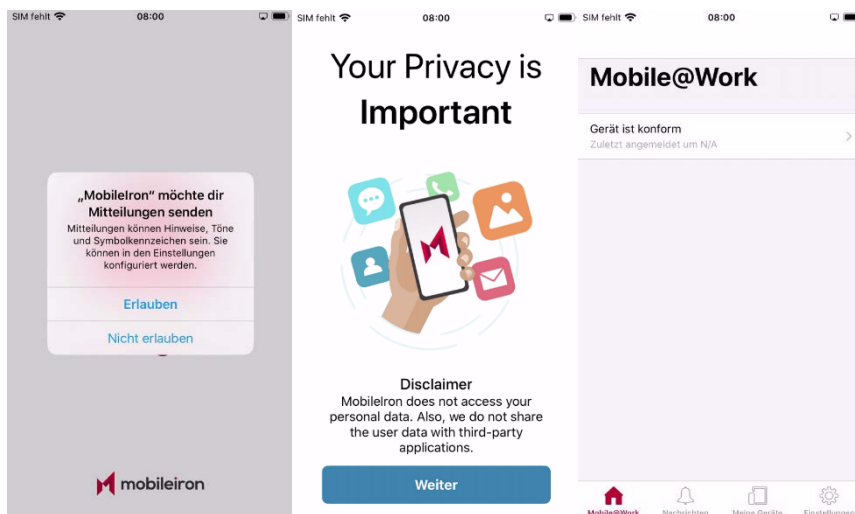 SIM fehlt 08:00
„MobileIron“ möchte dir
Mitteilungen senden
Mitteilungen können Hinweise, Töne
und Symbolkennzeichen sein. Sie
können in den Einstellungen
konfiguriert werden.
Erlauben
Nicht erlauben
mobileiron
SIM fehlt 08:00
Your Privacy is
Important
Disclaimer
MobileIron does not access your
personal data. Also, we do not share
the user data with third-party
applications.
Weiter
SIM fehlt 08:00
Mobile@Work
Gerät ist konform
Zuletzt angemeldet um N/A
Mobile@Work Nachrichten Meine Geräte Einstellungen